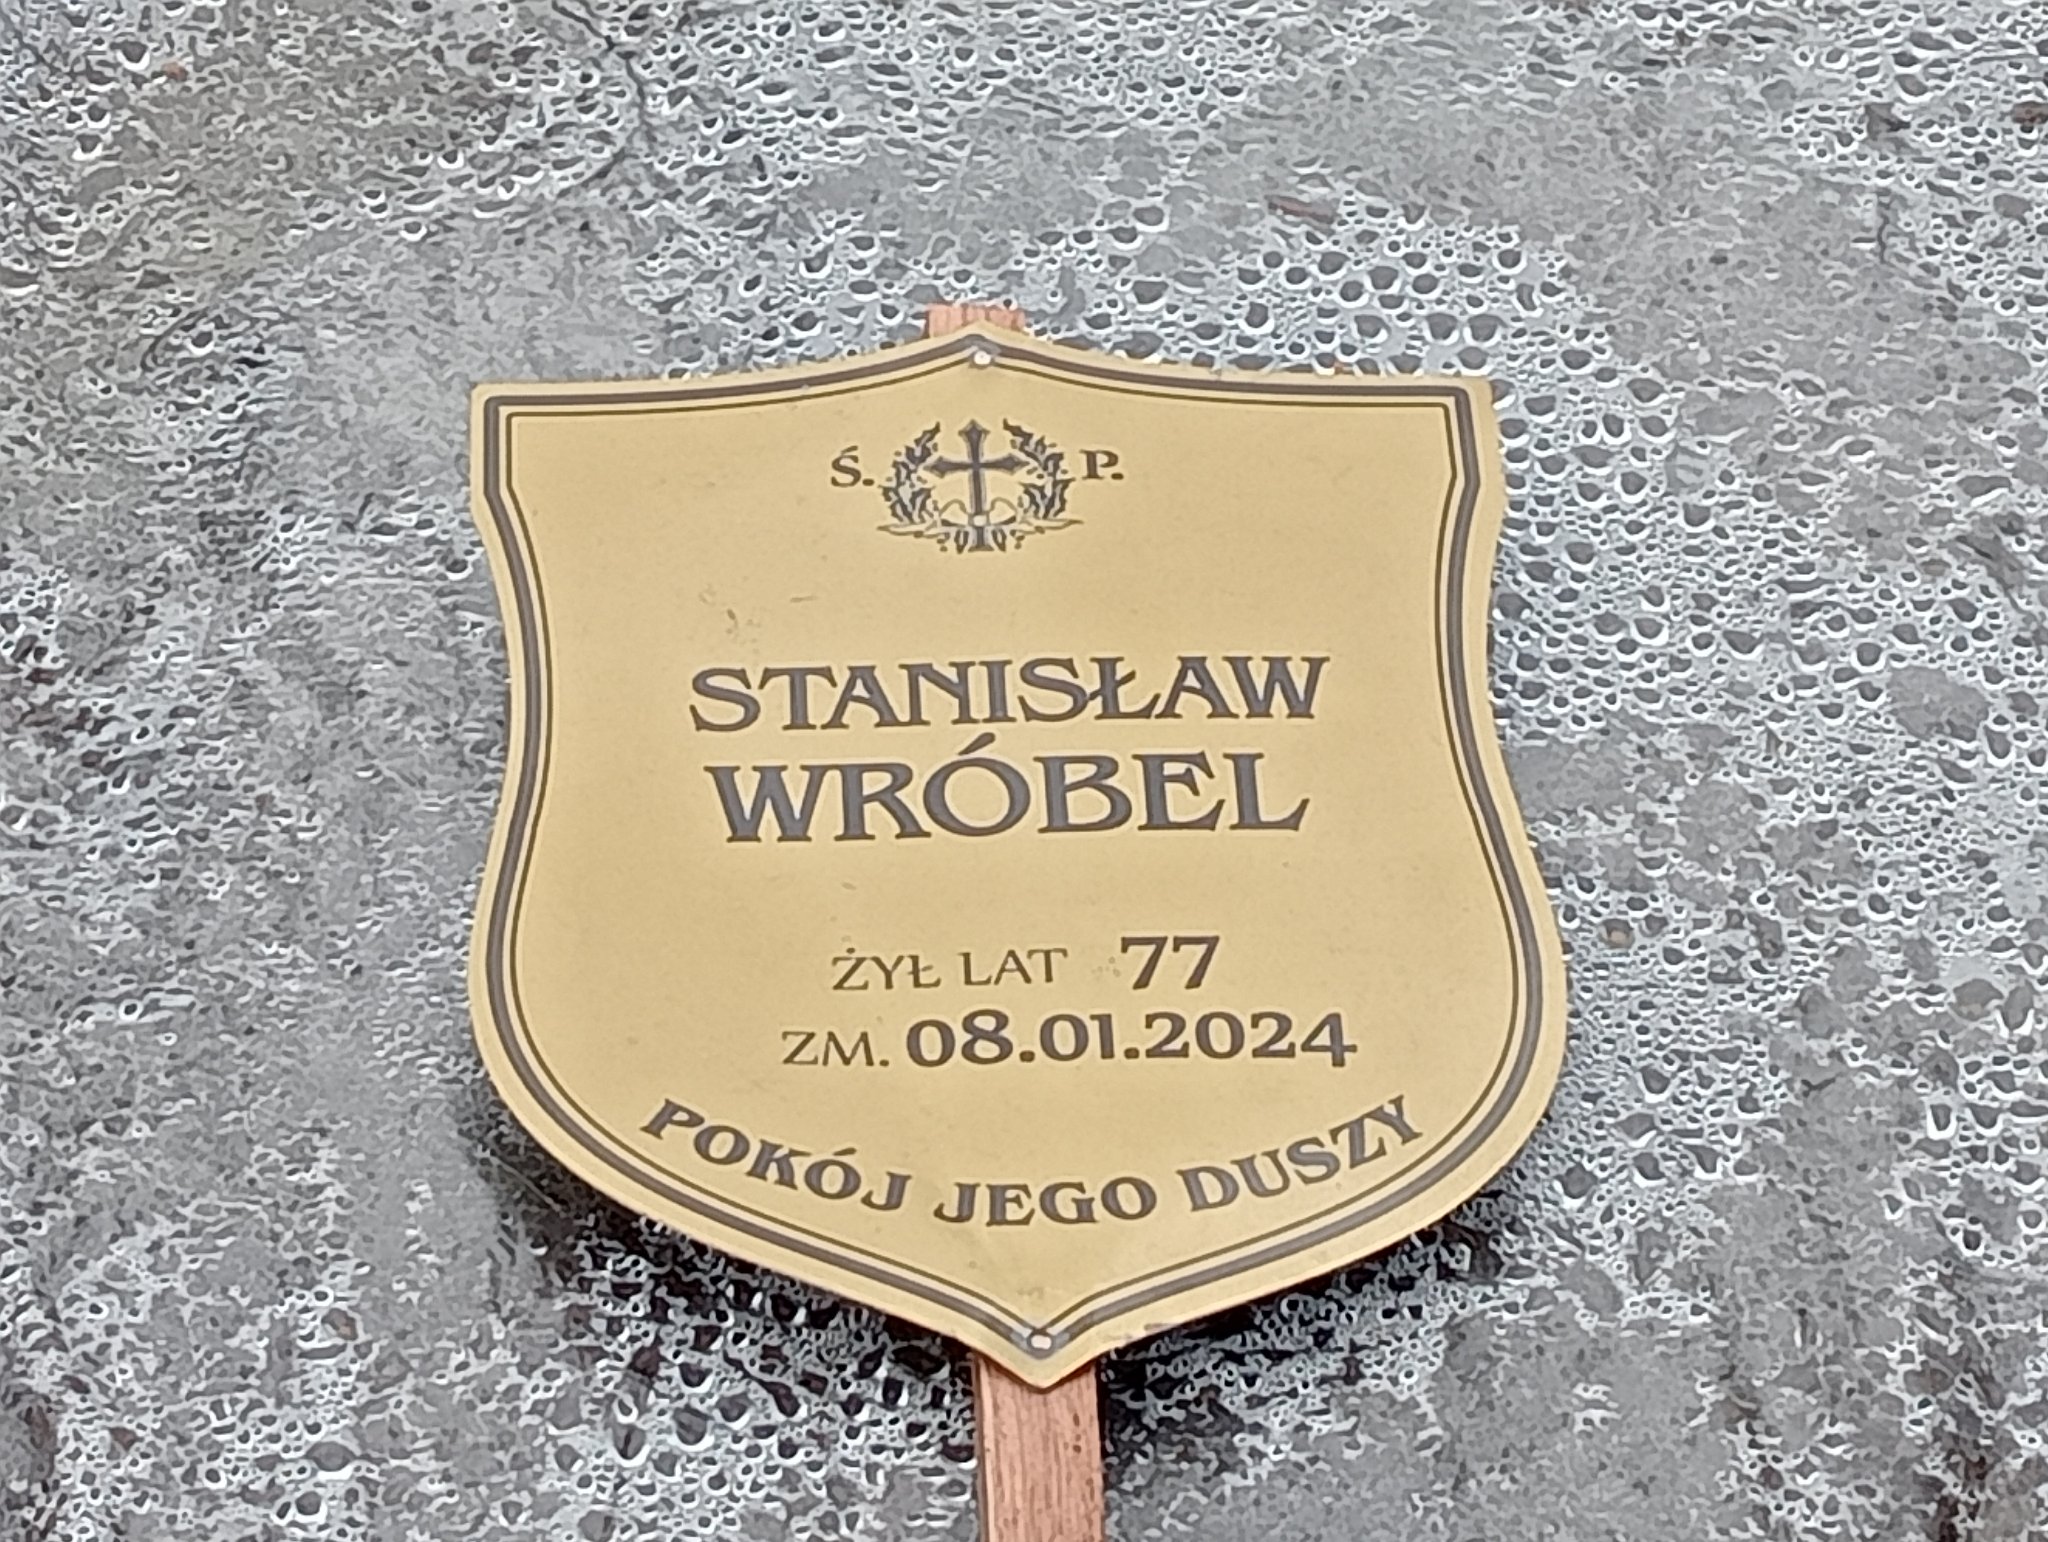 Ś. P.
STANISŁAW
WRÓBEL
ŻYŁ LAT 77
ZM. 08.01.2024
POKÓJ JEGO DUSZY